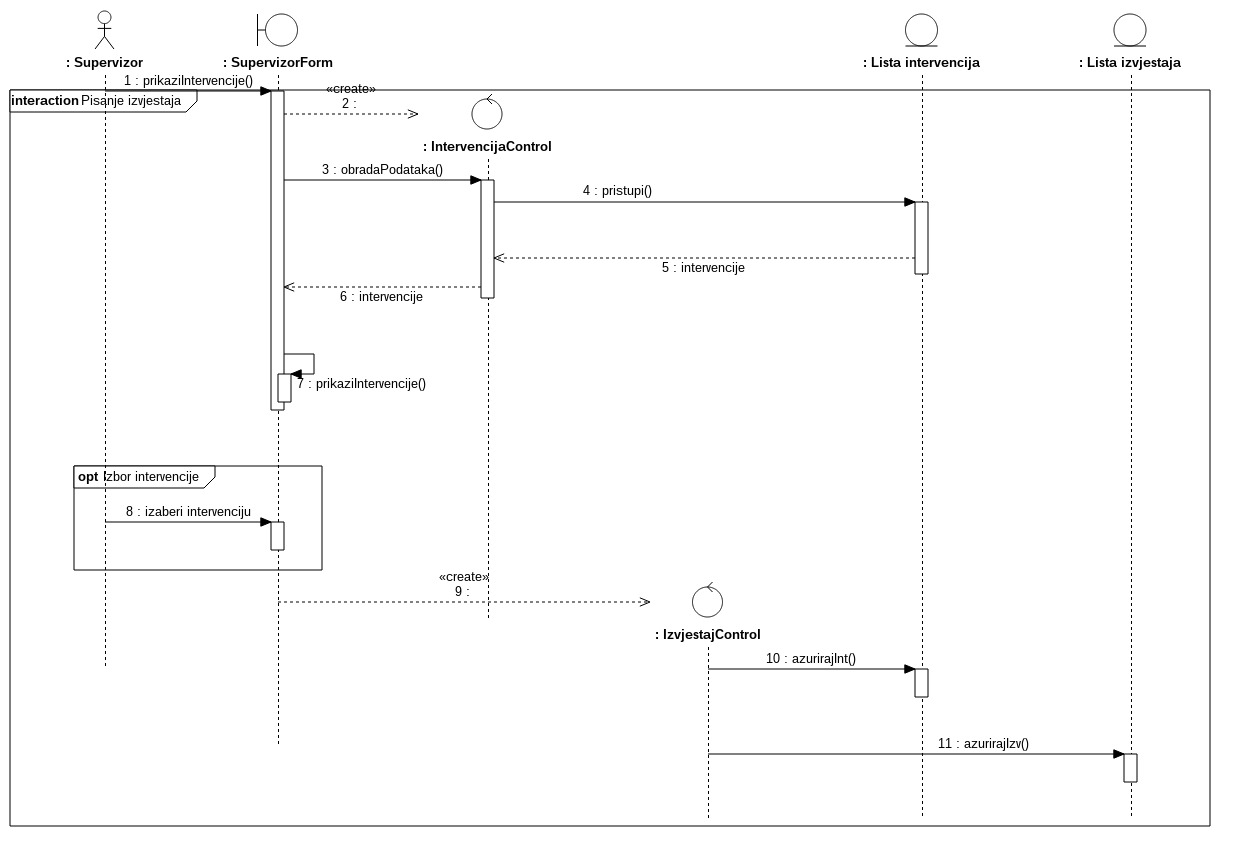 : Supervizor
: SupervizorForm
: Lista intervencija
: Lista izvjestaja
1 : prikaziIntervencije()
interaction Pisanje izvjestaja
«create»
2 :
: IntervencijaControl
3 : obradaPodataka()
4 : pristupi()
5 : intervencije
6 : intervencije
7 : prikaziIntervencije()
opt Izbor intervencije
8 : izaberi intervenciju
«create»
9 :
: IzvjestajControl
10 : azurirajInt()
11 : azurirajIzv()